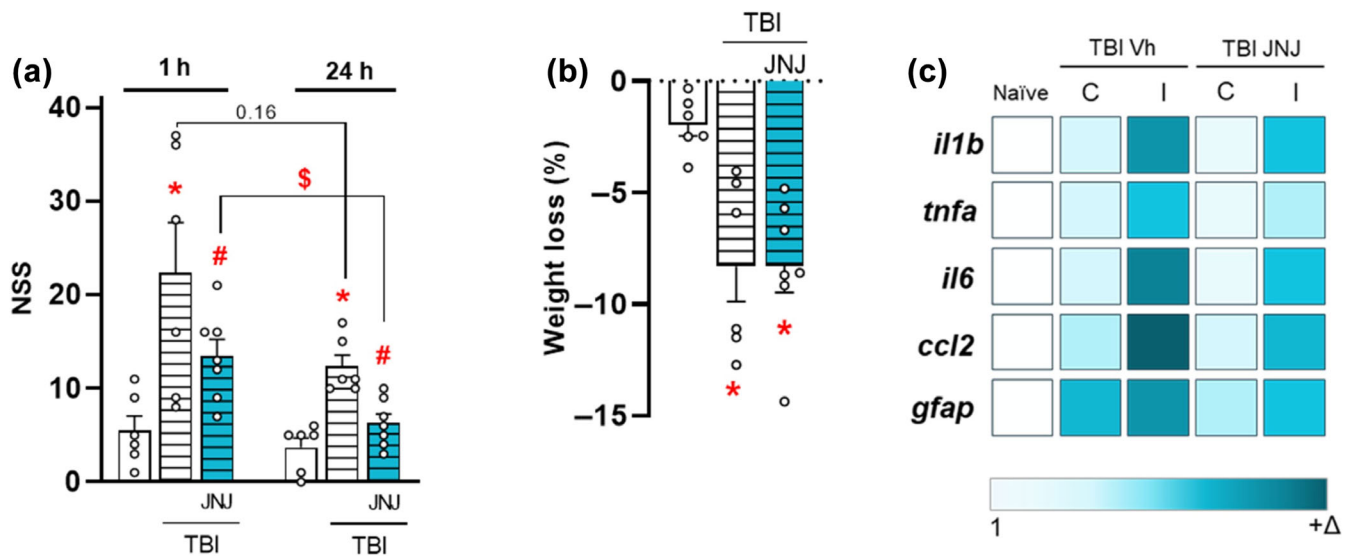 (a)
1 h
24 h
0.16
$
*
#
*
#
NSS
40
30
20
10
0
JNJ
JNJ
TBI
TBI
(b)
TBI
JNJ
Weight loss (%)
0
−5
−10
−15
*
*
(c)
TBI Vh
TBI JNJ
Naïve
C
I
C
I
il1b
tnfa
il6
ccl2
gfap
1
+Δ